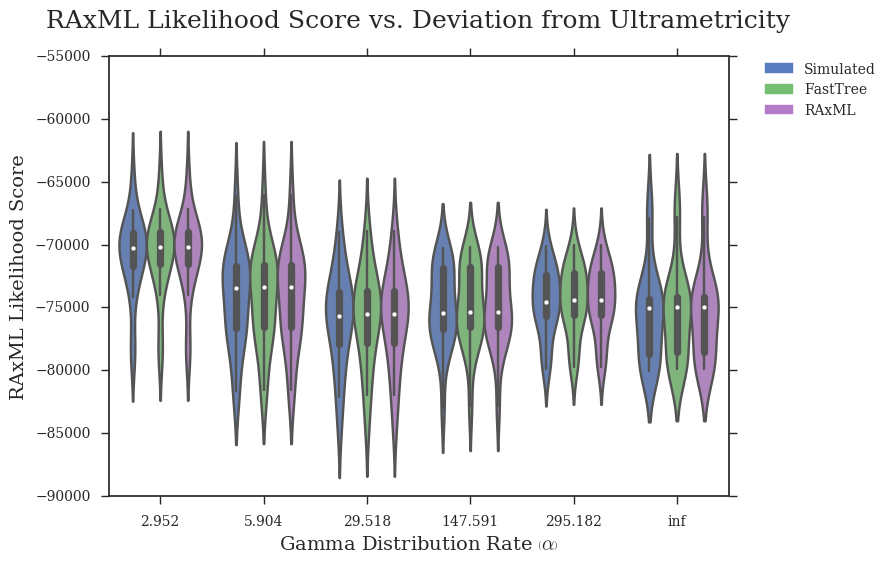 RAxML Likelihood Score vs. Deviation from Ultrametricity
−55000
−60000
−65000
−70000
−75000
−80000
−85000
−90000
RAxML Likelihood Score
2.952 5.904 29.518 147.591 295.182 inf
Gamma Distribution Rate (α)
Simulated
FastTree
RAxML